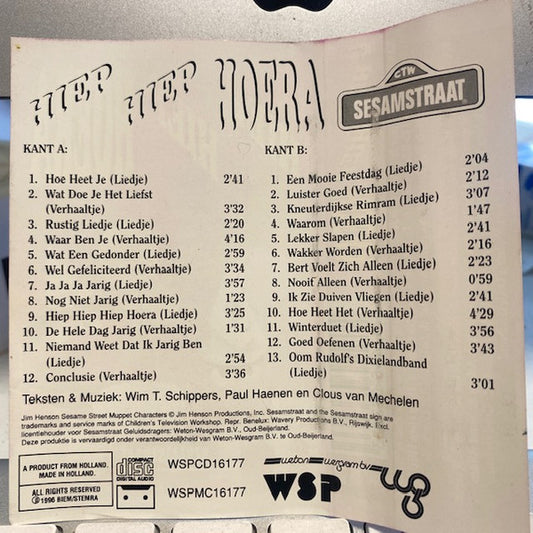 HIEP HIEP HOERA
CTW
SESAMSTRAAT
KANT A:
1. Hoe Heet Je (Liedje) 2'41
2. Wat Doe Je Het Liefst
(Verhaaltje) 3'32
3. Rustig Liedje (Liedje) 2'20
4. Waar Ben Je (Verhaaltje) 4'16
5. Wat Een Gedonder (Liedje) 2'59
6. Wel Gefeliciteerd (Verhaaltje) 3'34
7. Ja Ja Ja Jarig (Liedje) 3'57
8. Nog Niet Jarig (Verhaaltje) 1'23
9. Hiep Hiep Hiep Hoera (Liedje) 3'25
10. De Hele Dag Jarig (Verhaaltje) 1'31
11. Niemand Weet Dat Ik Jarig Ben
(Liedje) 2'54
12. Conclusie (Verhaaltje) 3'36
KANT B:
1. Een Mooie Feestdag (Liedje) 2'04
2. Luister Goed (Verhaaltje) 2'12
3. Kneuterdijkse Rimram (Liedje) 3'07
4. Waarom (Verhaaltje) 1'47
5. Lekker Slapen (Liedje) 2'41
6. Wakker Worden (Verhaaltje) 2'16
7. Bert Voelt Zich Alleen (Liedje) 2'23
8. Nooif Alleen (Verhaaltje) 0'59
9. Ik Zie Duiven Vliegen (Liedje) 2'41
10. Hoe Heet Het (Verhaaltje) 4'29
11. Winterduet (Liedje) 3'56
12. Goed Oefenen (Verhaaltje) 3'43
13. Oom Rudolf's Dixielandband
(Liedje) 3'01
Teksten & Muziek: Wim T. Schippers, Paul Haenen en Clous van Mechelen
Jim Henson Sesame Street Muppet Characters © Jim Henson Productions, Inc. Sesamstraat and the Sesamstraat sign are
trademarks and service marks of Children's Television Workshop. Repr. Benelux: Wavery Productions B.V., Rijswijk. Excl.
licentiehouder voor Sesamstraat Geluidsdragers: Weton-Wesgram B.V., Oud-Beijerland.
Deze produktie is vervaardigd onder verantwoordelijkheid van Weton-Wesgram B.V. te Oud-Beijerland.
A PRODUCT FROM HOLLAND.
MADE IN HOLLAND.
ALL RIGHTS RESERVED
© 1996 BIEM/STEMRA
COMPACT
disc
DIGITAL AUDIO
WSPCD16177
WSPMC16177
weton wesgram bv
WSP